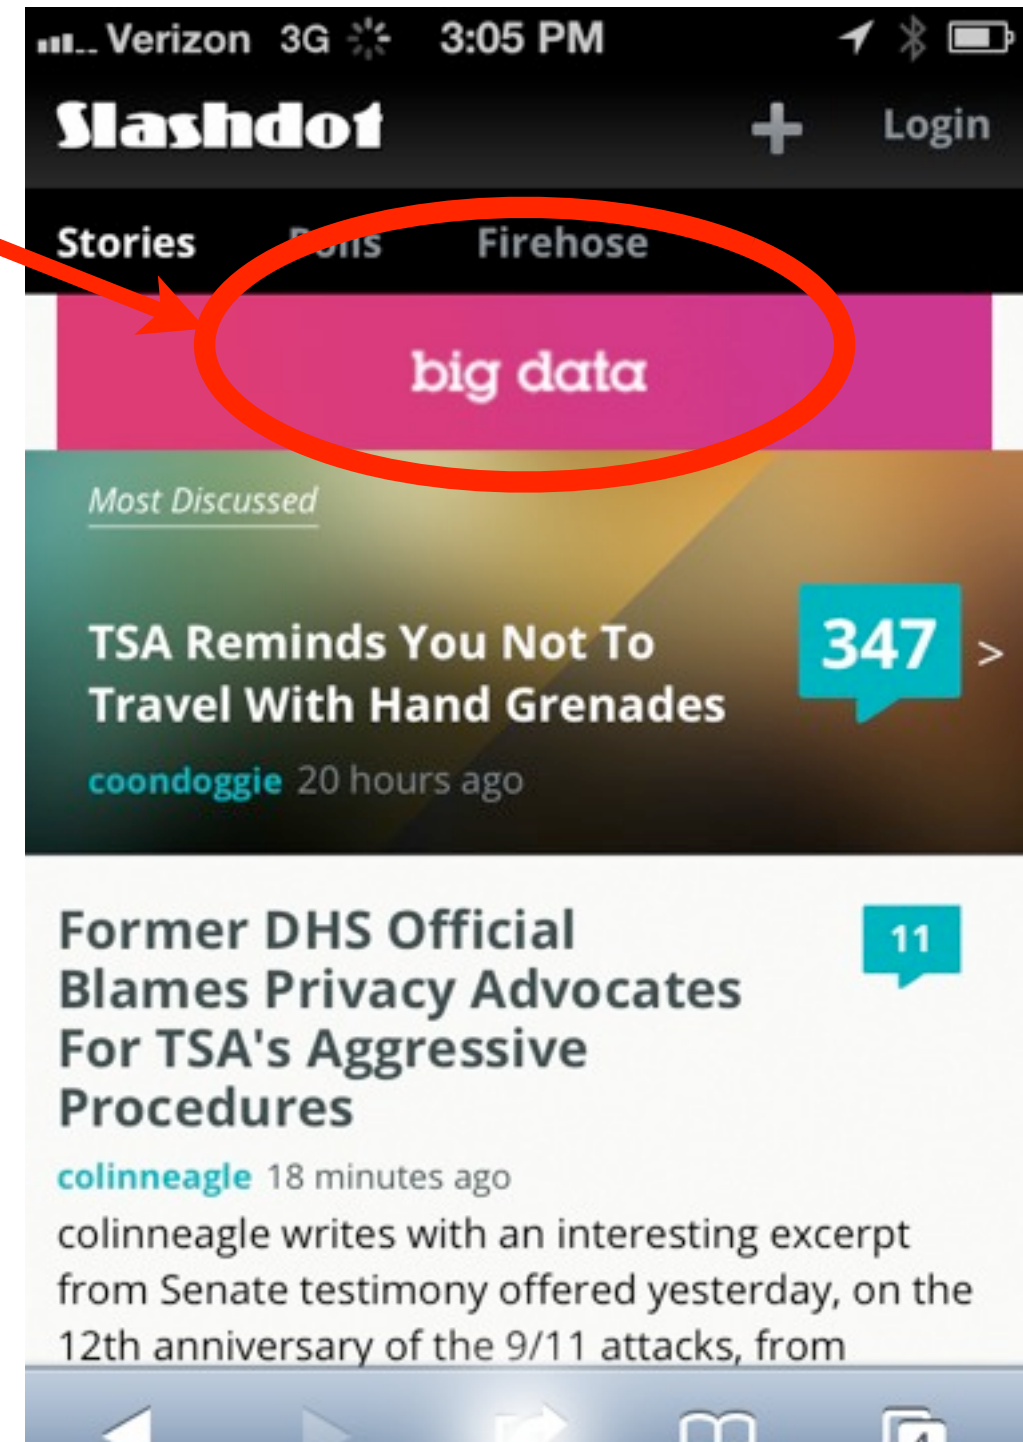 Verizon 3G 3:05 PM
Slashdot + Login
Stories Polls Firehose
big data
Most Discussed
TSA Reminds You Not To
Travel With Hand Grenades
347 >
coondoggie 20 hours ago
Former DHS Official
Blames Privacy Advocates
For TSA's Aggressive
Procedures
11
colinneagle 18 minutes ago
colinneagle writes with an interesting excerpt
from Senate testimony offered yesterday, on the
12th anniversary of the 9/11 attacks, from